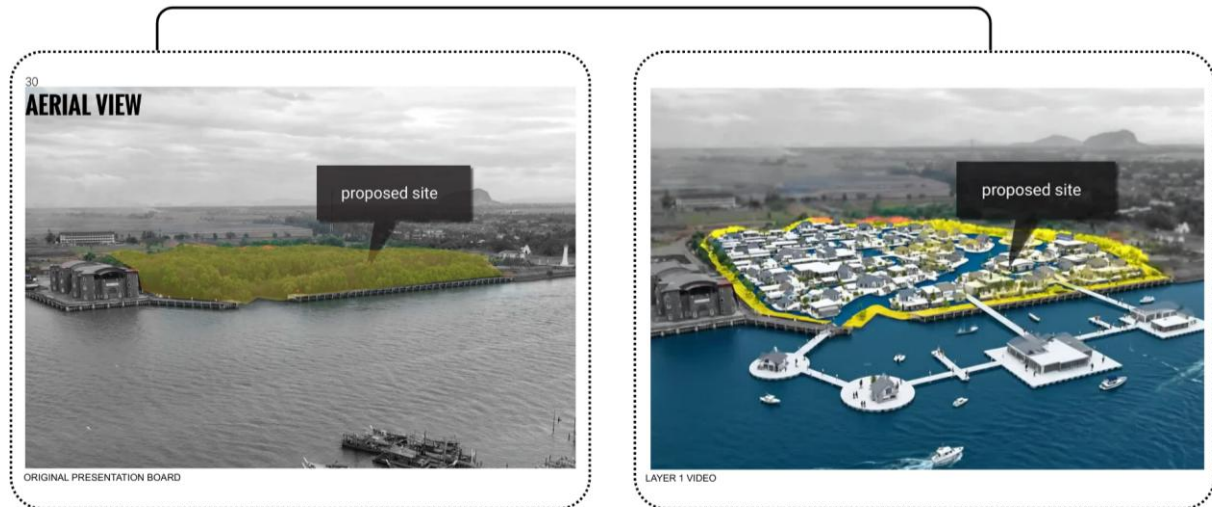 30
AERIAL VIEW
proposed site
ORIGINAL PRESENTATION BOARD
proposed site
LAYER 1 VIDEO